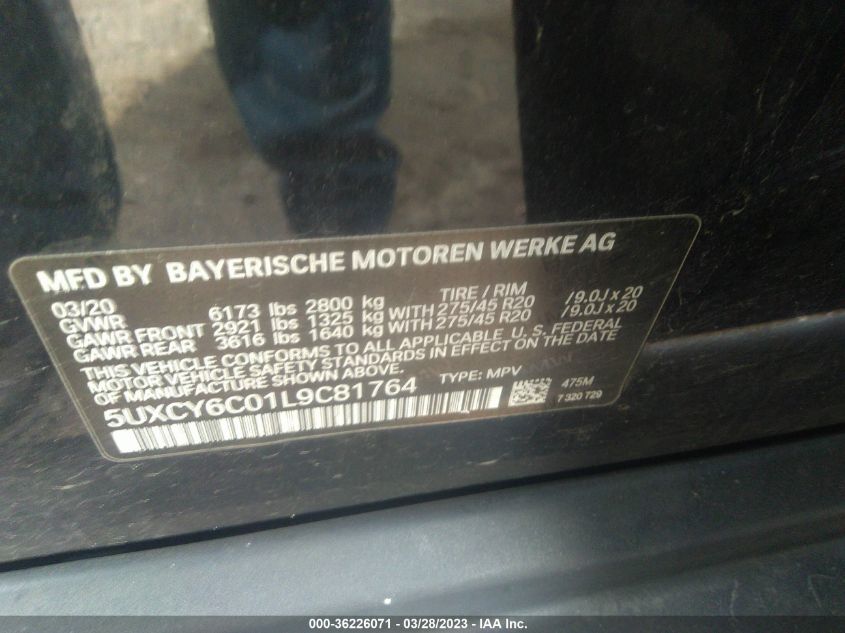 MFD BY BAYERISCHE MOTOREN WERKE AG
03/20 TIRE / RIM
GVWR 6173 lbs 2800 kg
GAWR FRONT 2921 lbs 1325 kg WITH 275/45 R20 /9.0J x 20
GAWR REAR 3616 lbs 1640 kg WITH 275/45 R20 /9.0J x 20
THIS VEHICLE CONFORMS TO ALL APPLICABLE U.S. FEDERAL
MOTOR VEHICLE SAFETY STANDARDS IN EFFECT ON THE DATE
OF MANUFACTURE SHOWN ABOVE.
5UXCY6C01L9C81764 TYPE: MPV
475M
7 320 729
000-36226071 - 03/28/2023 - IAA Inc.